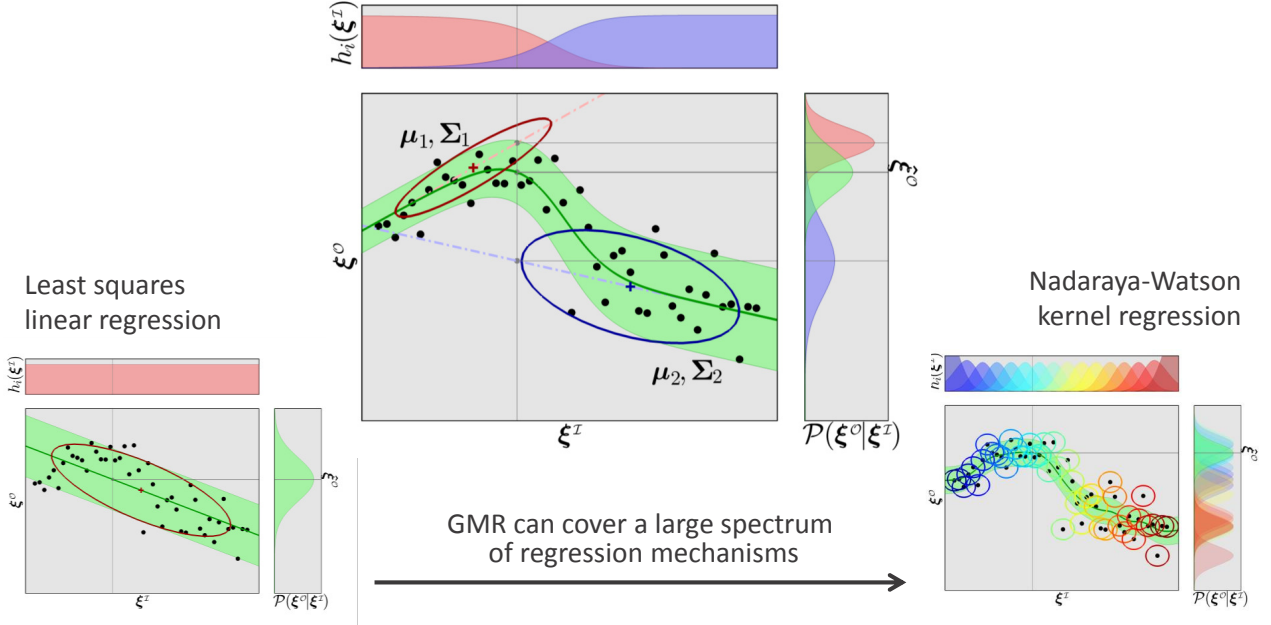 h_i(ξ^I)
μ_1, Σ_1
μ_2, Σ_2
ξ^O
ξ^I
P(ξ^O|ξ^I)
ξ̂^O
Least squares
linear regression
h_i(ξ^I)
ξ^O
ξ^I
P(ξ^O|ξ^I)
ξ̂^O
GMR can cover a large spectrum
of regression mechanisms
Nadaraya-Watson
kernel regression
h_i(ξ^I)
ξ^O
ξ^I
P(ξ^O|ξ^I)
ξ̂^O